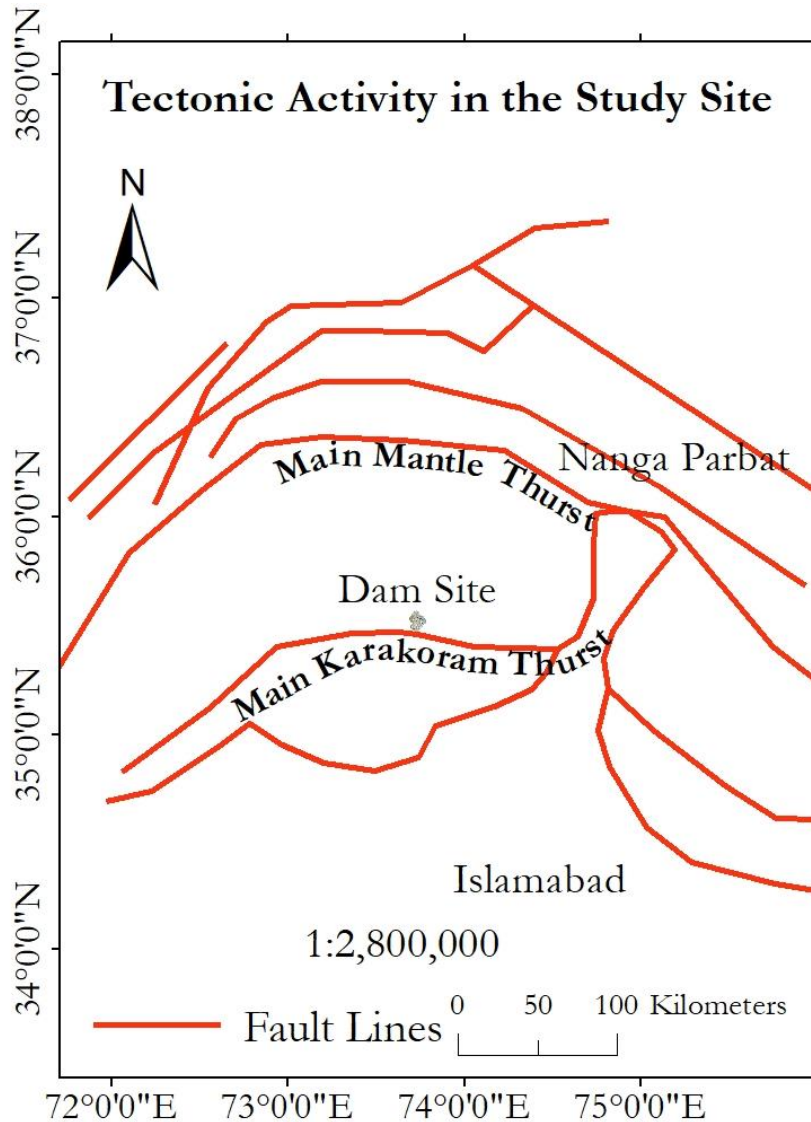 Tectonic Activity in the Study Site
N
38°0'0"N
37°0'0"N
36°0'0"N
35°0'0"N
34°0'0"N
Nanga Parbat
Main Mantle Thurst
Dam Site
Main Karakoram Thurst
Islamabad
1:2,800,000
0 50 100 Kilometers
Fault Lines
72°0'0"E 73°0'0"E 74°0'0"E 75°0'0"E